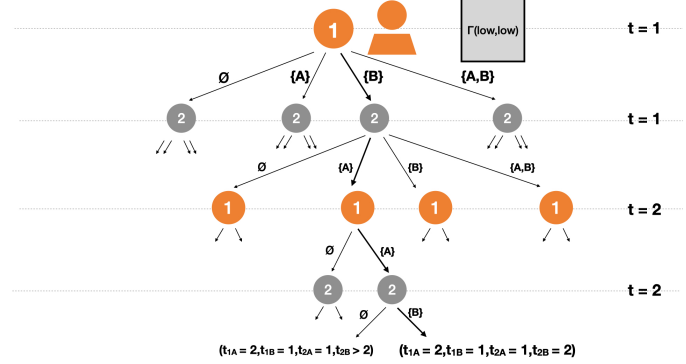 1
Γ(low,low)
t = 1
Ø
{A}
{B}
{A,B}
2
2
2
2
t = 1
Ø
{A}
{B}
{A,B}
1
1
1
1
t = 2
Ø
{A}
2
2
t = 2
Ø
{B}
(t1A = 2,t1B = 1,t2A = 1,t2B > 2)
(t1A = 2,t1B = 1,t2A = 1,t2B = 2)